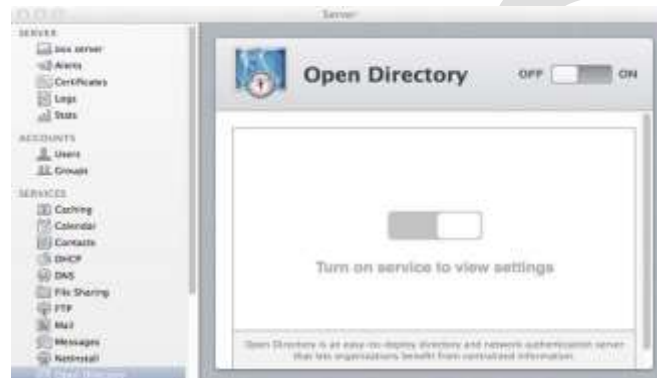 Server
SERVER
box server
Alerts
Certificates
Logs
Stats
ACCOUNTS
Users
Groups
SERVICES
Caching
Calendar
Contacts
DHCP
DNS
File Sharing
FTP
Mail
Messages
NetInstall
Open Directory
Open Directory
OFF ON
Turn on service to view settings
Open Directory is an easy-to-deploy directory and network authentication server
that lets organizations benefit from centralized information.